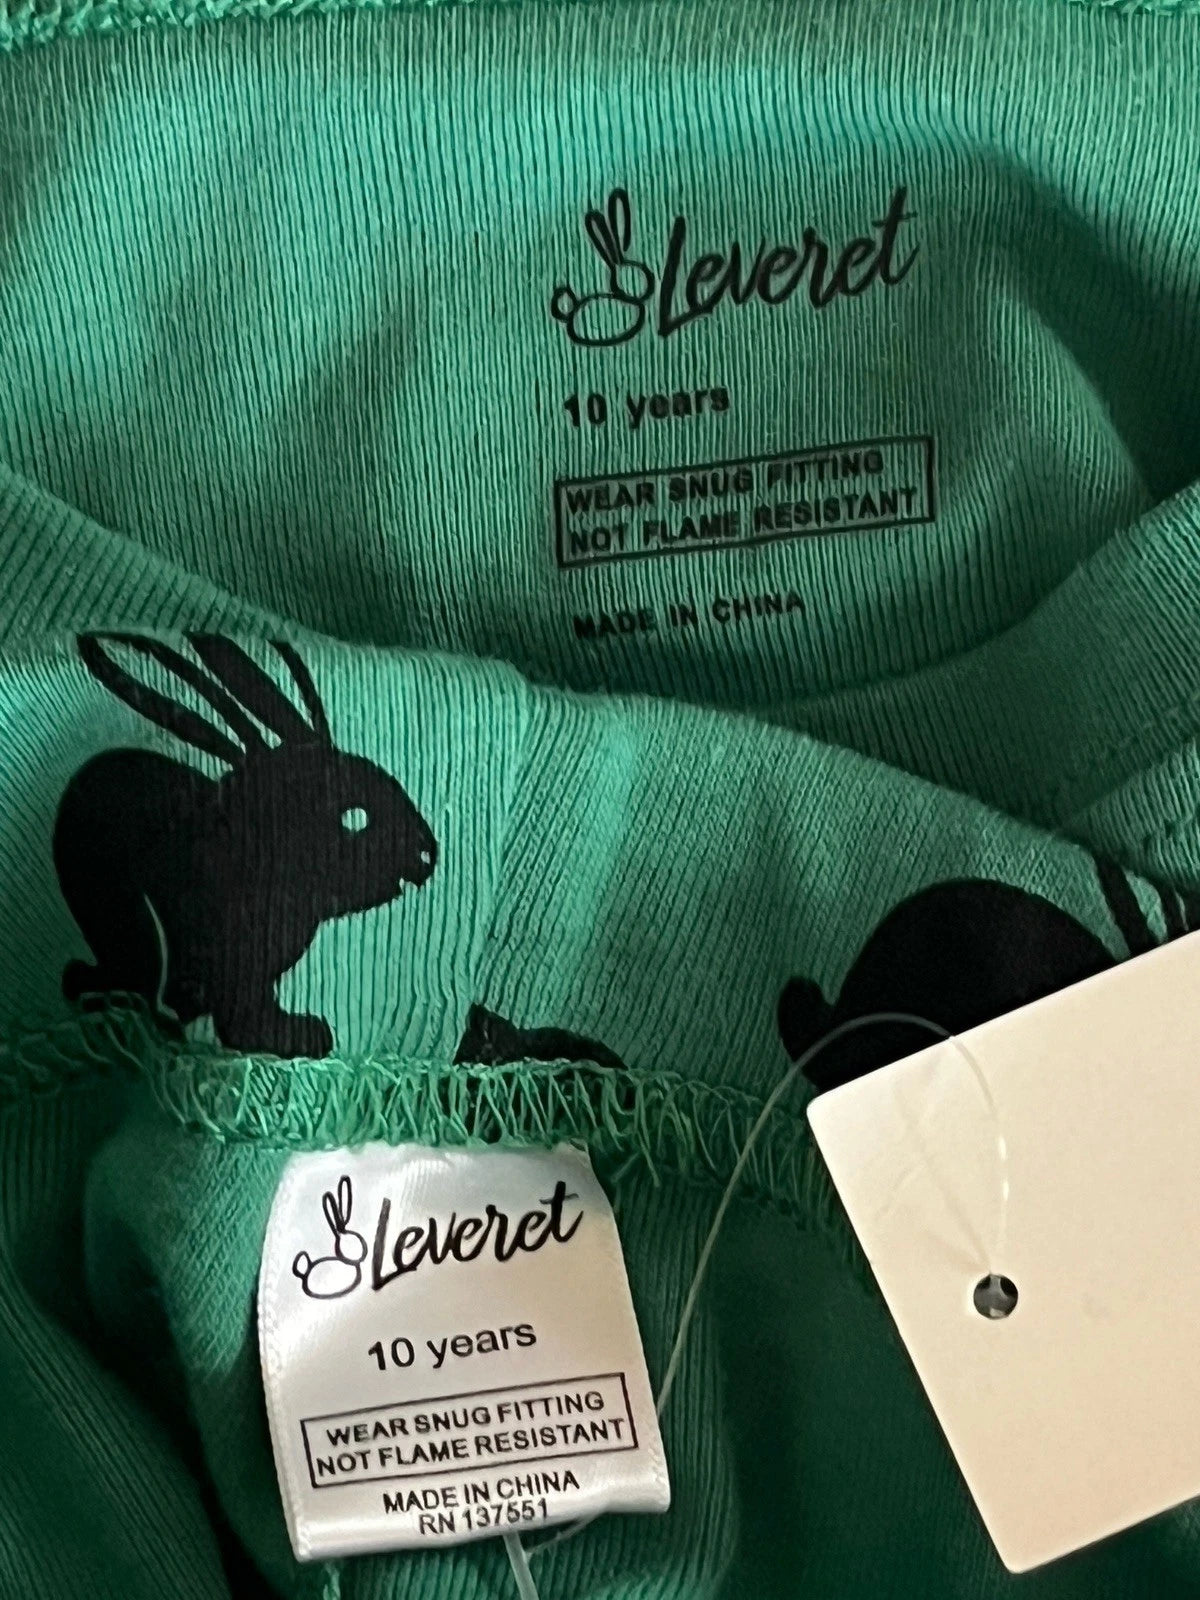 Leveret
10 years
WEAR SNUG FITTING
NOT FLAME RESISTANT
MADE IN CHINA
Leveret
10 years
WEAR SNUG FITTING
NOT FLAME RESISTANT
MADE IN CHINA
RN 137551